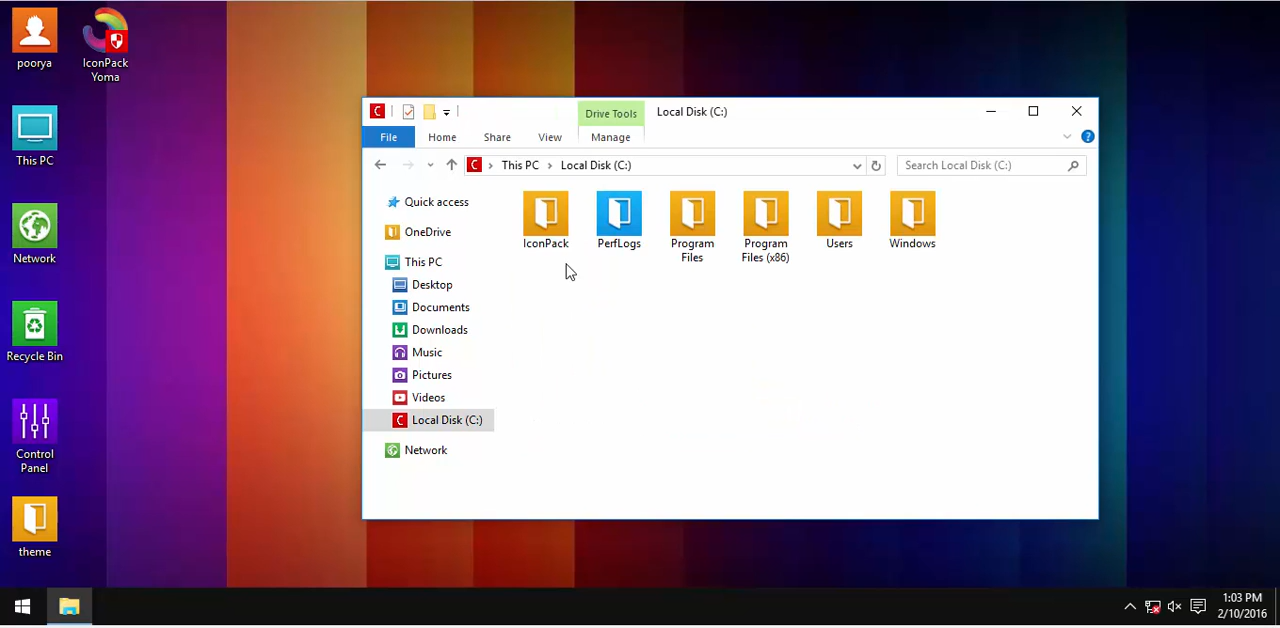 poorya
IconPack
Yoma
This PC
Network
Recycle Bin
Control
Panel
theme
Drive Tools
Local Disk (C:)
File
Home
Share
View
Manage
This PC
Local Disk (C:)
Search Local Disk (C:)
Quick access
OneDrive
This PC
Desktop
Documents
Downloads
Music
Pictures
Videos
C
Local Disk (C:)
Network
IconPack
PerfLogs
Program
Files
Program
Files (x86)
Users
Windows
1:03 PM
2/10/2016